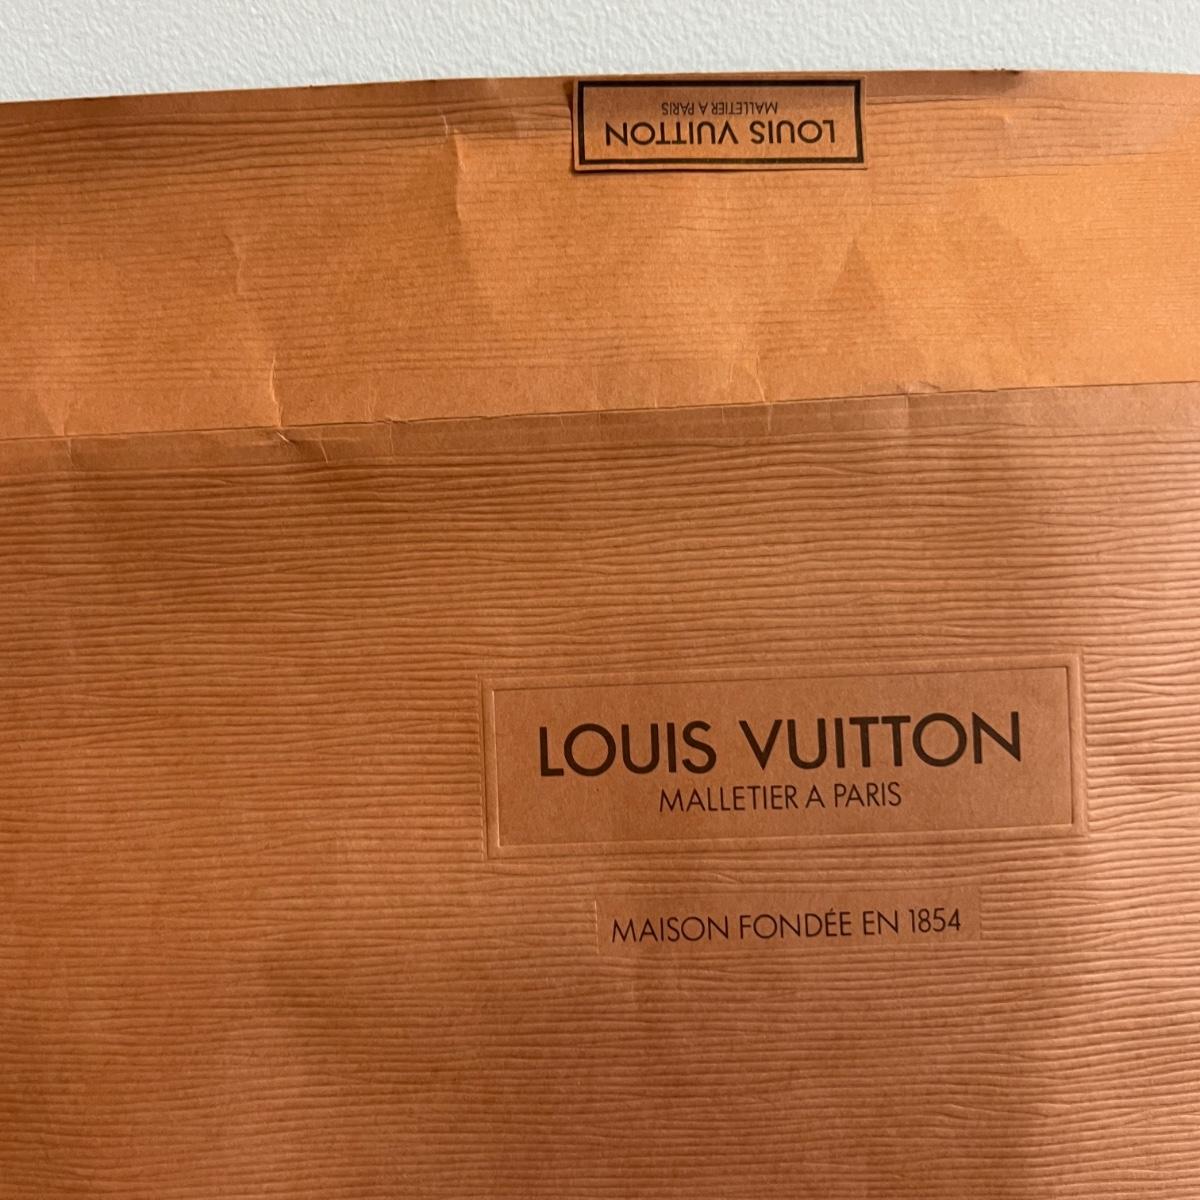 LOUIS VUITTON
MALLETIER A PARIS
LOUIS VUITTON
MALLETIER A PARIS
MAISON FONDÉE EN 1854